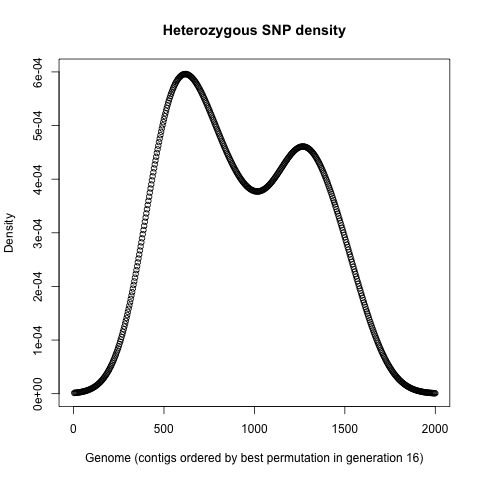 Heterozygous SNP density
Density
6e-04
5e-04
4e-04
3e-04
2e-04
1e-04
0e+00
0 500 1000 1500 2000
Genome (contigs ordered by best permutation in generation 16)